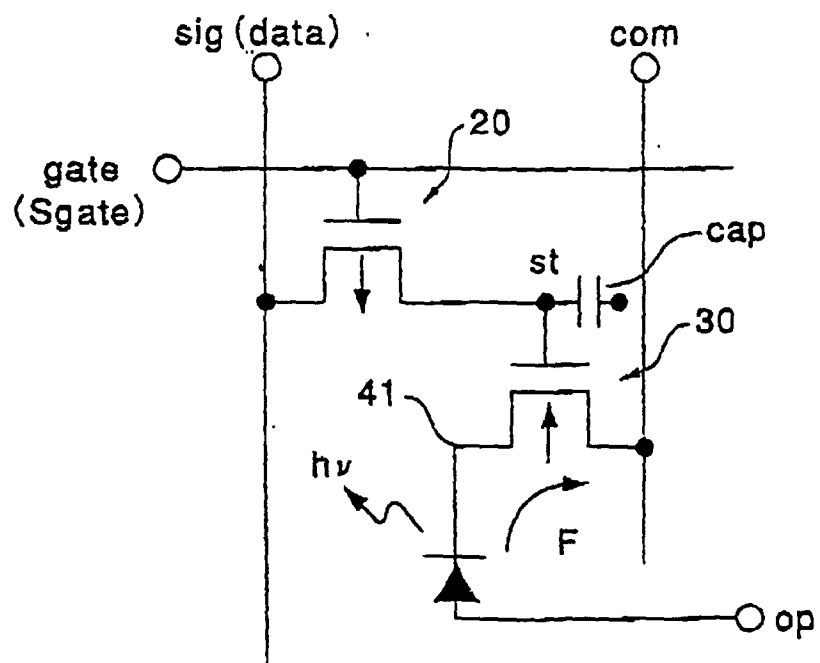 sig (data)
com
20
gate
(Sgate)
cap
st
30
41
hν
F
op